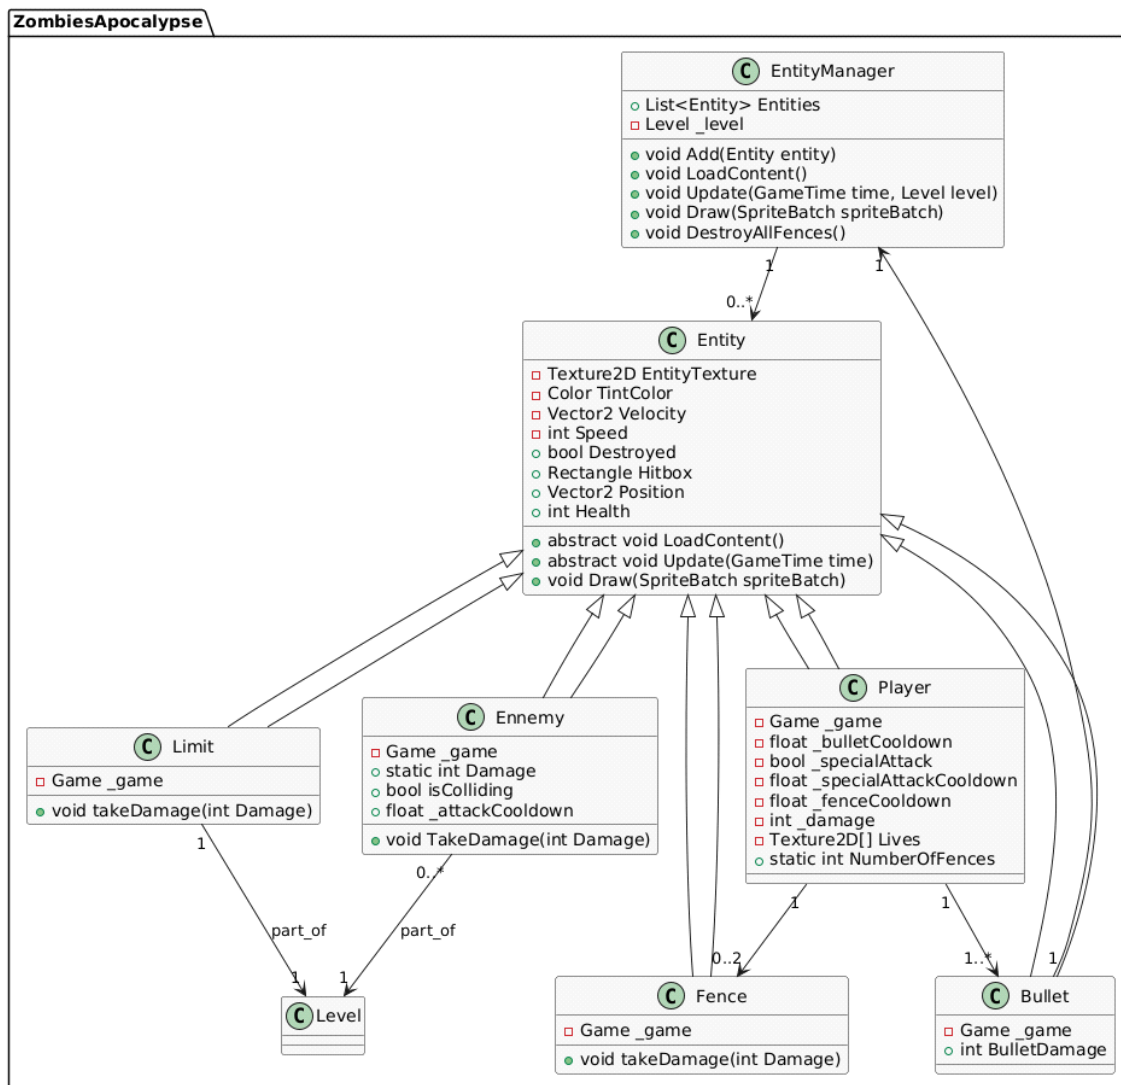 ZombiesApocalypse
C EntityManager
List<Entity> Entities
Level _level
void Add(Entity entity)
void LoadContent()
void Update(GameTime time, Level level)
void Draw(SpriteBatch spriteBatch)
void DestroyAllFences()
1
1
0..*
C Entity
Texture2D EntityTexture
Color TintColor
Vector2 Velocity
int Speed
bool Destroyed
Rectangle Hitbox
Vector2 Position
int Health
abstract void LoadContent()
abstract void Update(GameTime time)
void Draw(SpriteBatch spriteBatch)
C Limit
Game _game
void takeDamage(int Damage)
C Ennemy
Game _game
static int Damage
bool isColliding
float _attackCooldown
void TakeDamage(int Damage)
C Player
Game _game
float _bulletCooldown
bool _specialAttack
float _specialAttackCooldown
float _fenceCooldown
int _damage
Texture2D[] Lives
static int NumberOfFences
1
0..*
1
1
part_of
part_of
1
1
0..2
1..*
1
C Level
C Fence
Game _game
void takeDamage(int Damage)
C Bullet
Game _game
int BulletDamage